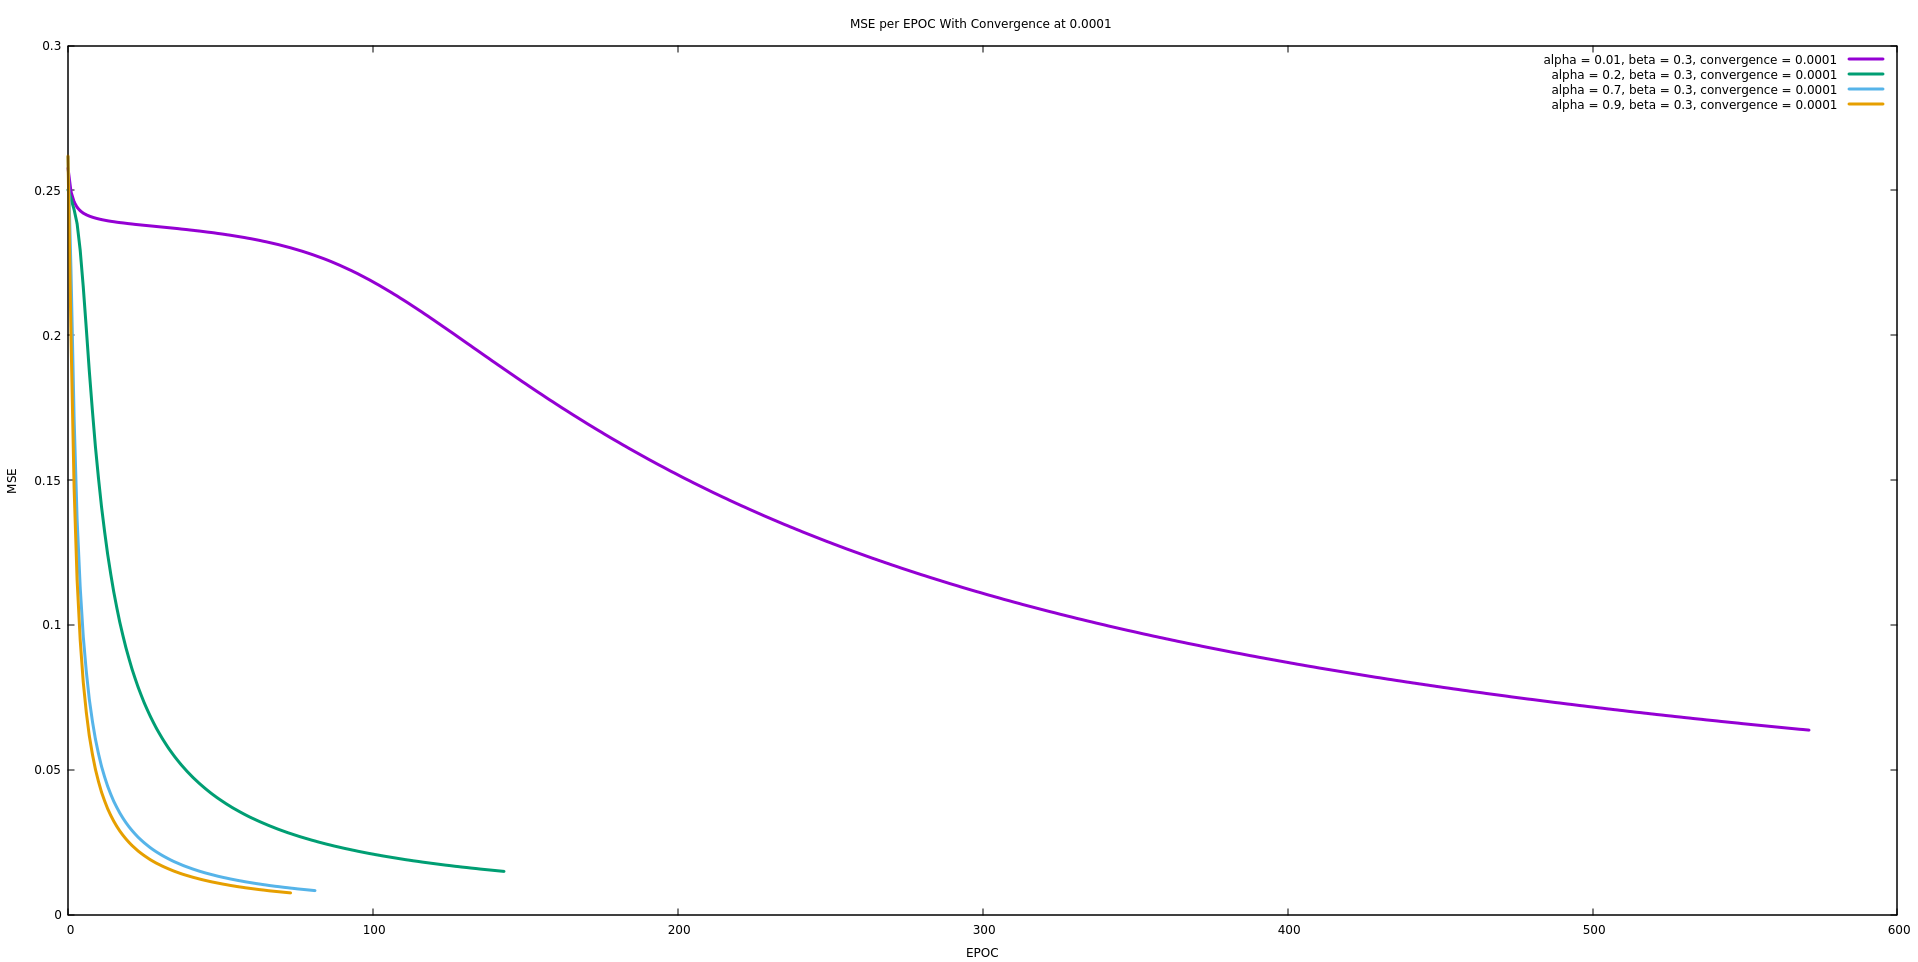 MSE per EPOC With Convergence at 0.0001
0.3
alpha = 0.01, beta = 0.3, convergence = 0.0001
alpha = 0.2, beta = 0.3, convergence = 0.0001
alpha = 0.7, beta = 0.3, convergence = 0.0001
alpha = 0.9, beta = 0.3, convergence = 0.0001
0.25
0.2
0.15
MSE
0.1
0.05
0
0 100 200 300 400 500 600
EPOC